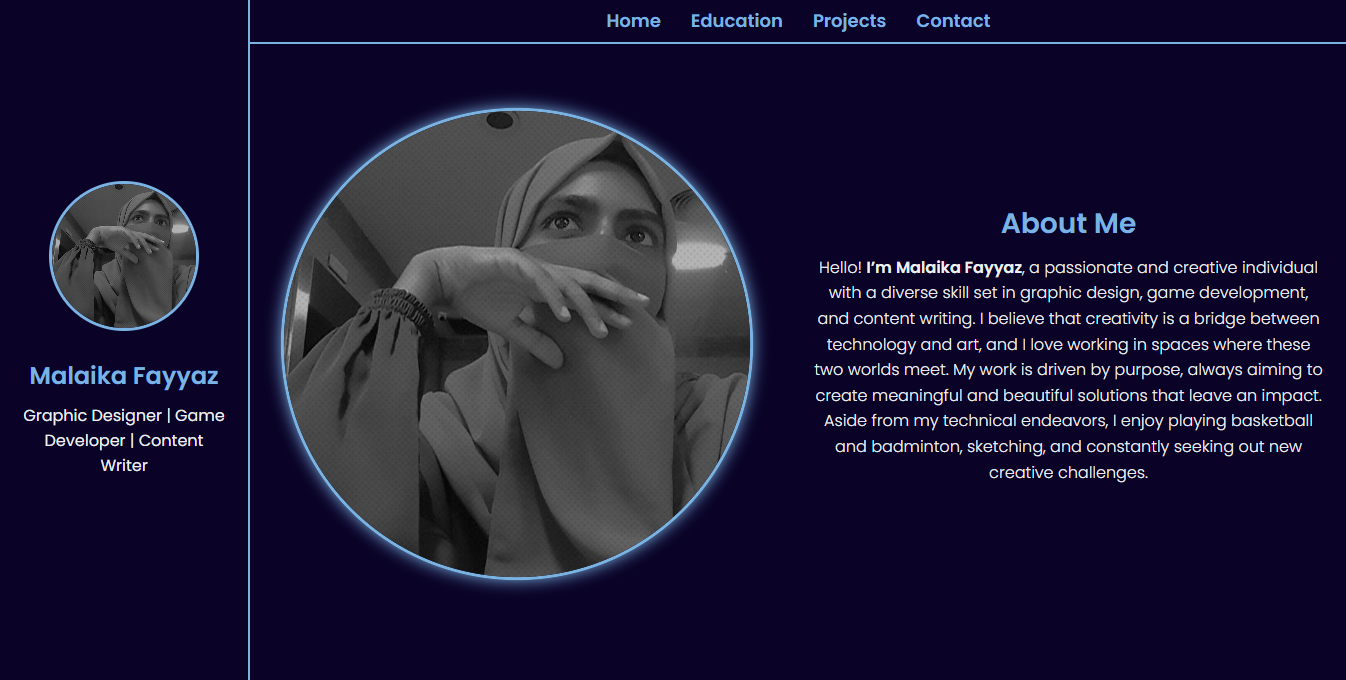 Home Education Projects Contact
Malaika Fayyaz
Graphic Designer | Game
Developer | Content
Writer
About Me
Hello! I’m Malaika Fayyaz, a passionate and creative individual
with a diverse skill set in graphic design, game development,
and content writing. I believe that creativity is a bridge between
technology and art, and I love working in spaces where these
two worlds meet. My work is driven by purpose, always aiming to
create meaningful and beautiful solutions that leave an impact.
Aside from my technical endeavors, I enjoy playing basketball
and badminton, sketching, and constantly seeking out new
creative challenges.